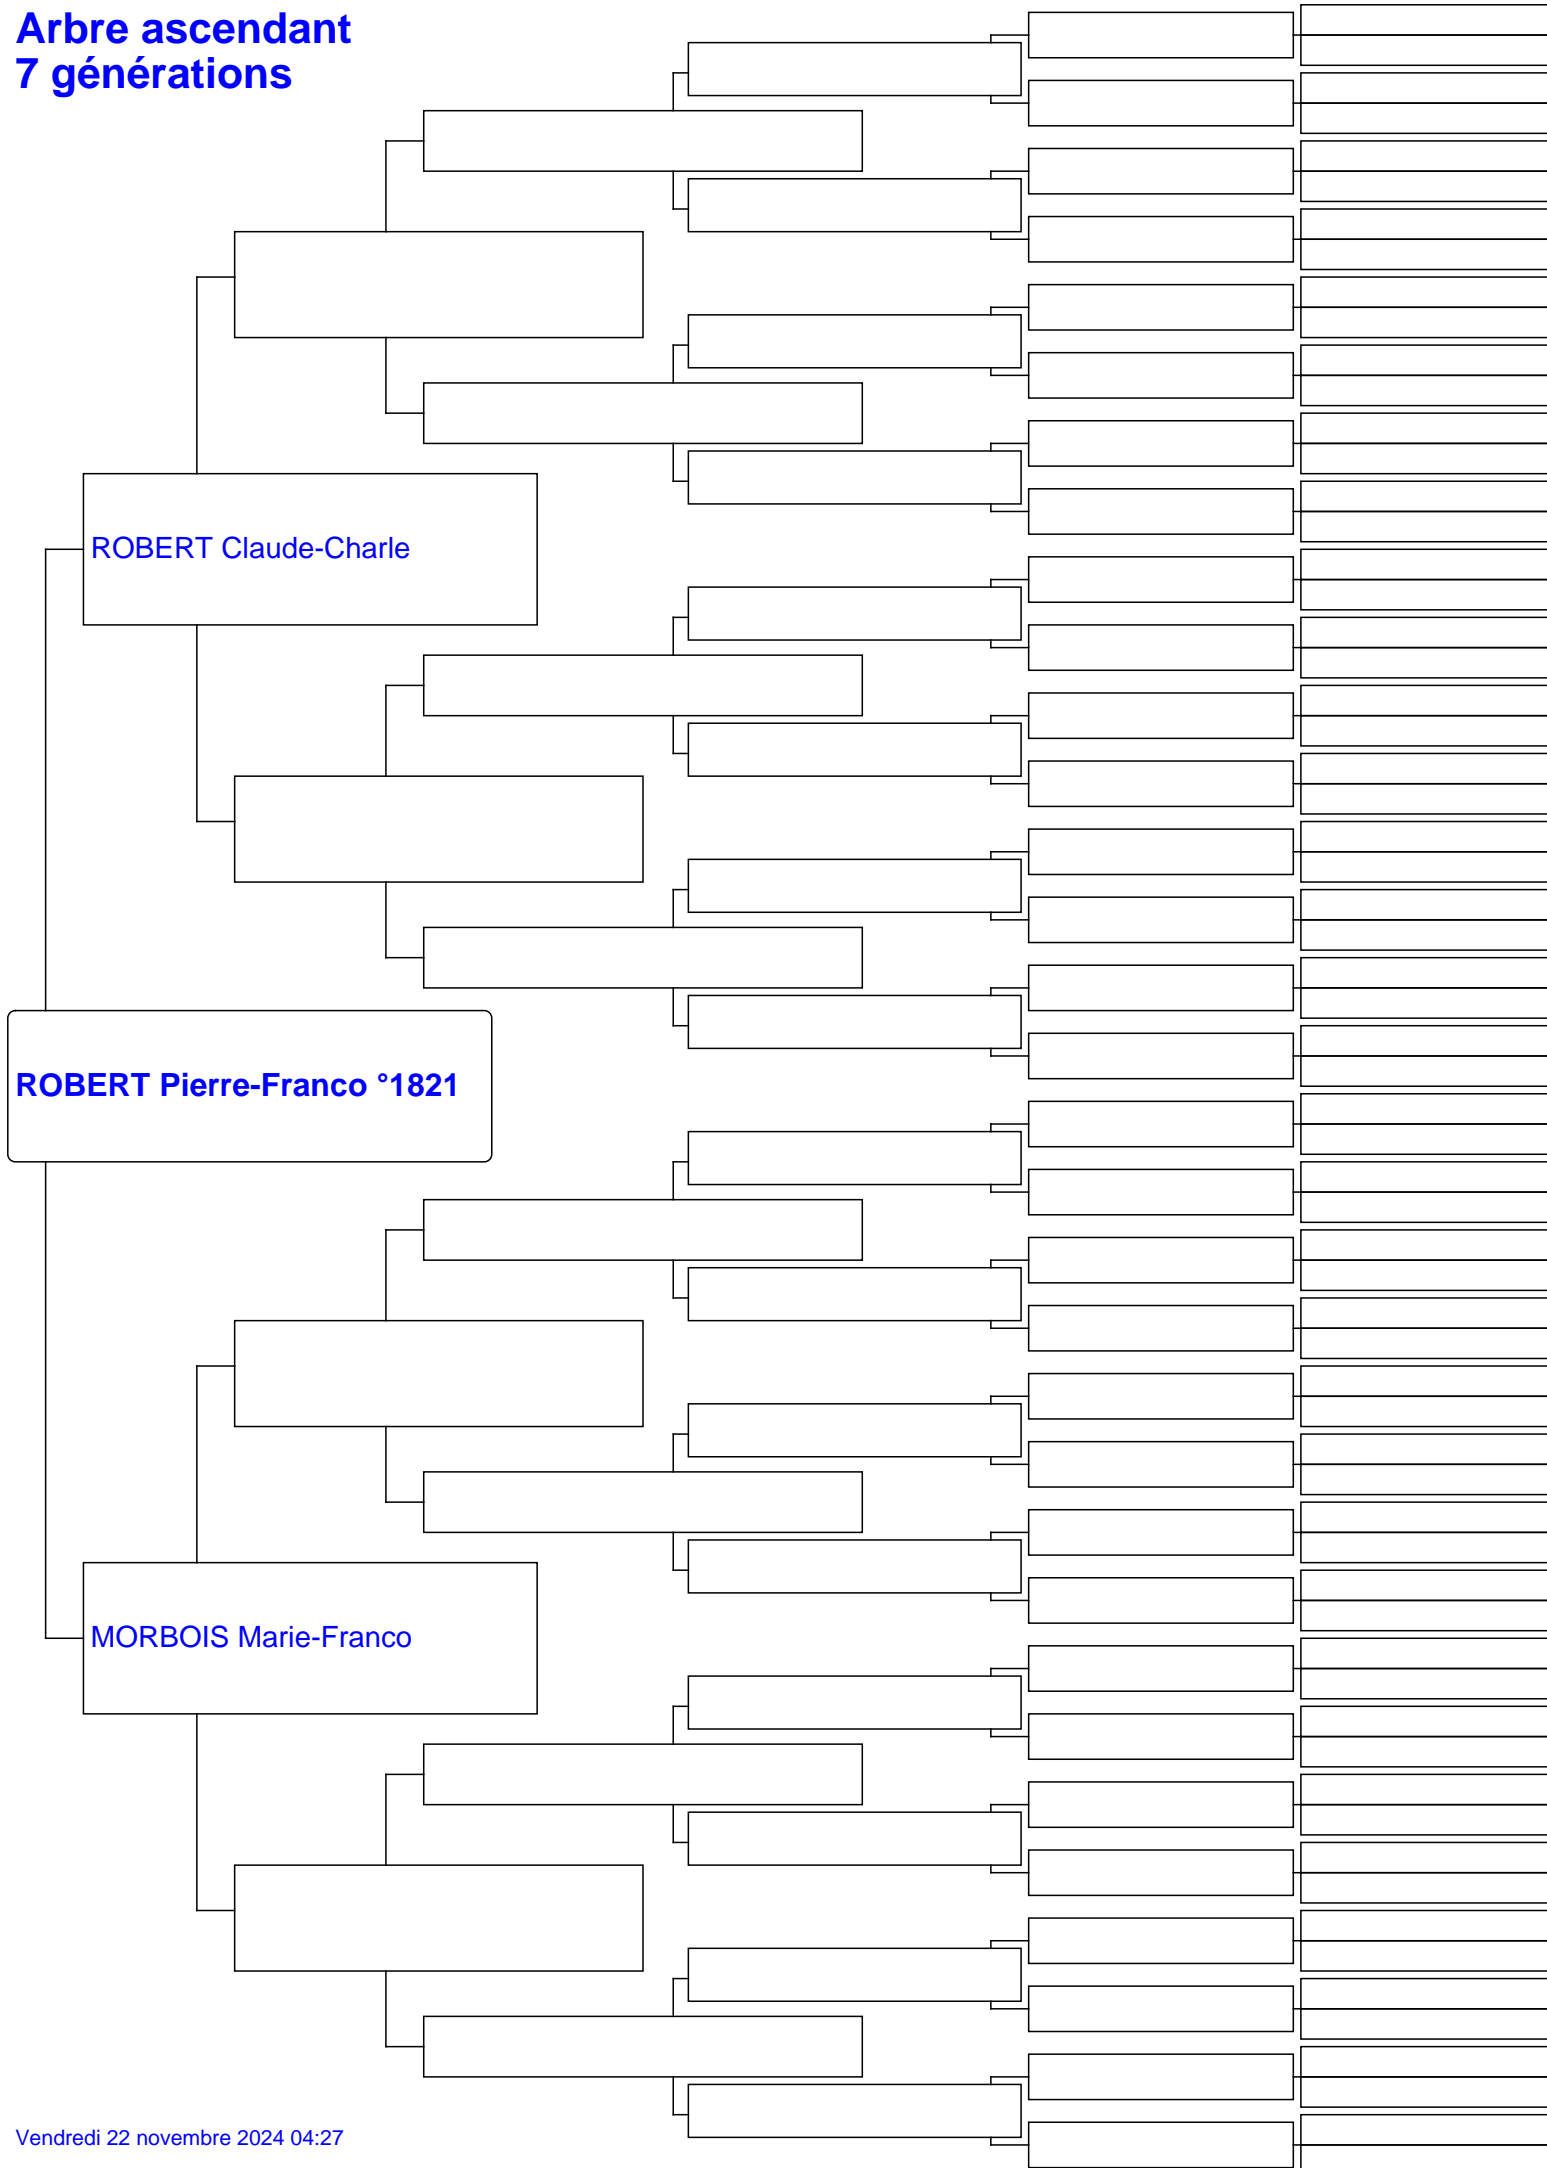 Arbre ascendant
7 générations
ROBERT Claude-Charle
ROBERT Pierre-Franco °1821
MORBOIS Marie-Franco
Vendredi 22 novembre 2024 04:27